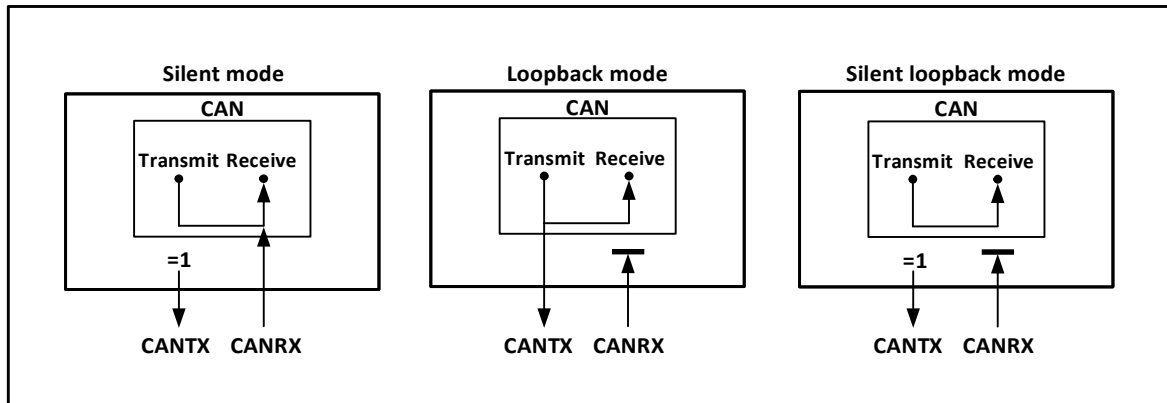 Silent mode
CAN
Transmit Receive
=1
CANTX CANRX
Loopback mode
CAN
Transmit Receive
CANTX CANRX
Silent loopback mode
CAN
Transmit Receive
=1
CANTX CANRX